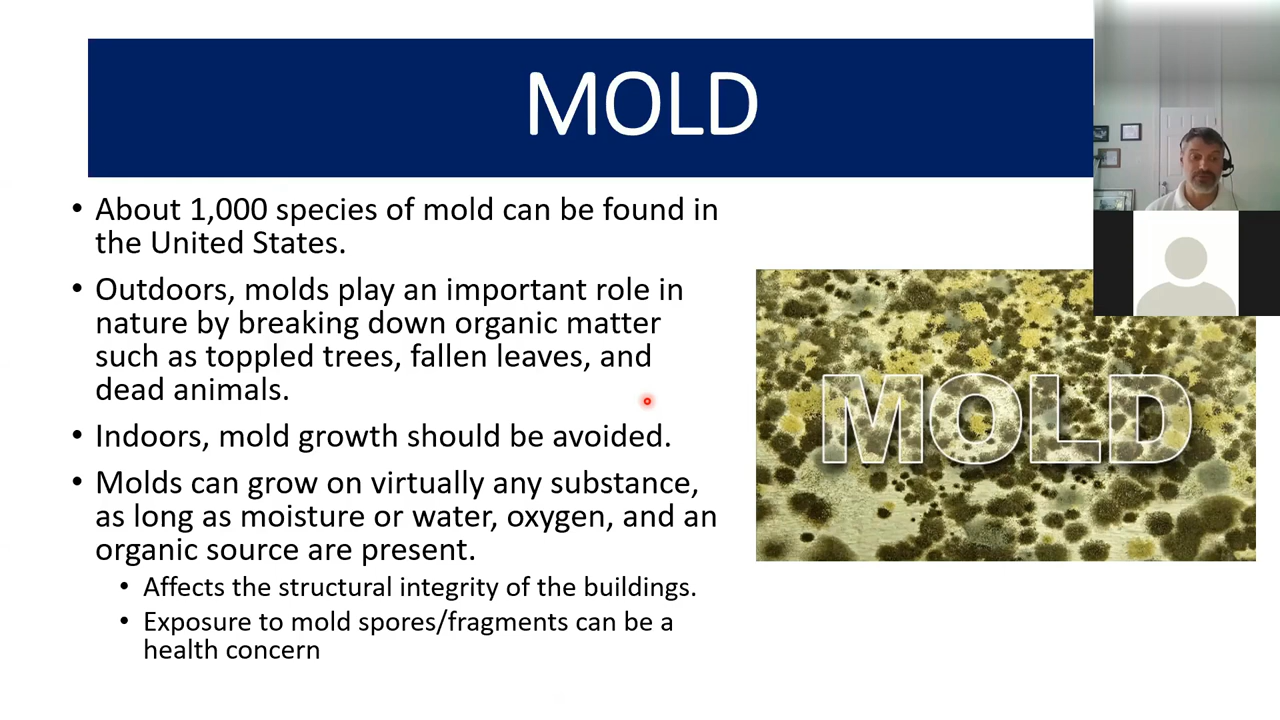 MOLD
• About 1,000 species of mold can be found in
the United States.
• Outdoors, molds play an important role in
nature by breaking down organic matter
such as toppled trees, fallen leaves, and
dead animals.
• Indoors, mold growth should be avoided.
• Molds can grow on virtually any substance,
as long as moisture or water, oxygen, and an
organic source are present.
• Affects the structural integrity of the buildings.
• Exposure to mold spores/fragments can be a
health concern
MOLD